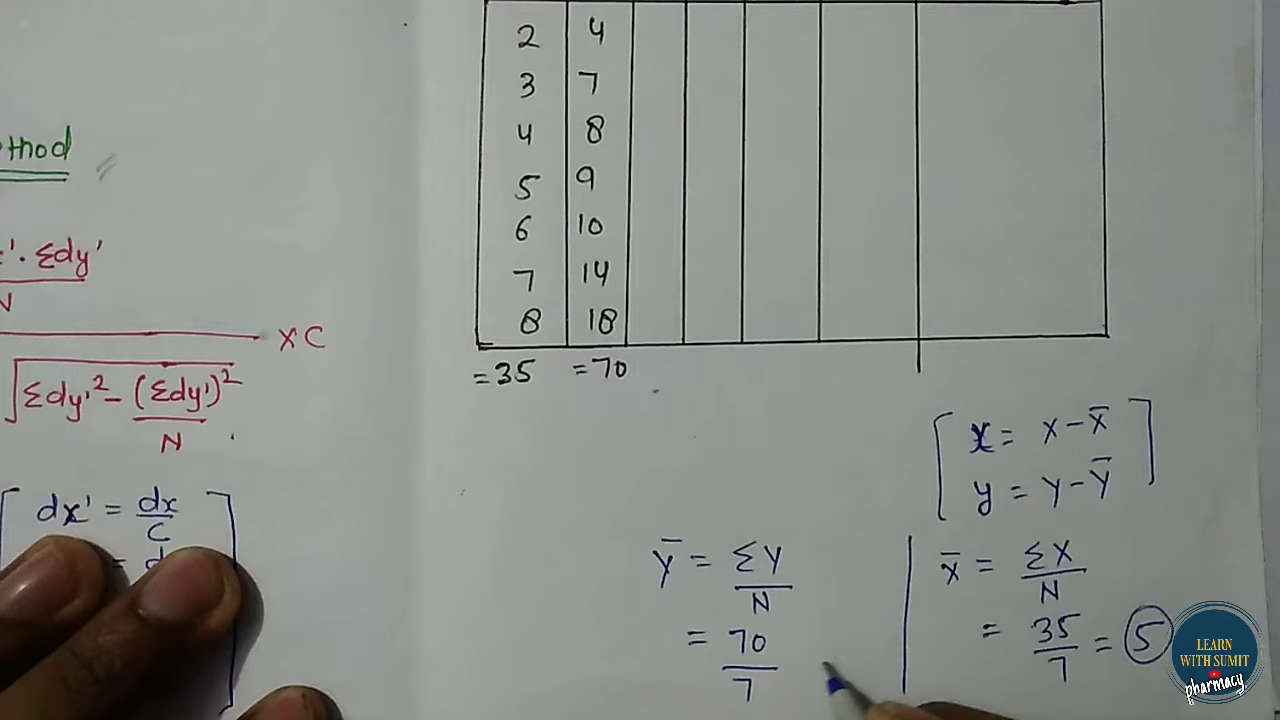 thod
x'. Σdy'
N
x C
√Σdy'² - (Σdy')²
N
dx' = dx
C
= d
2 4
3 7
4 8
5 9
6 10
7 14
8 18
= 35 = 70
x = X - X̄
y = Y - Ȳ
Ȳ = ΣY
N
= 70
7
X̄ = ΣX
N
= 35 = 5
7
LEARN
WITH SUMIT
pharmacy